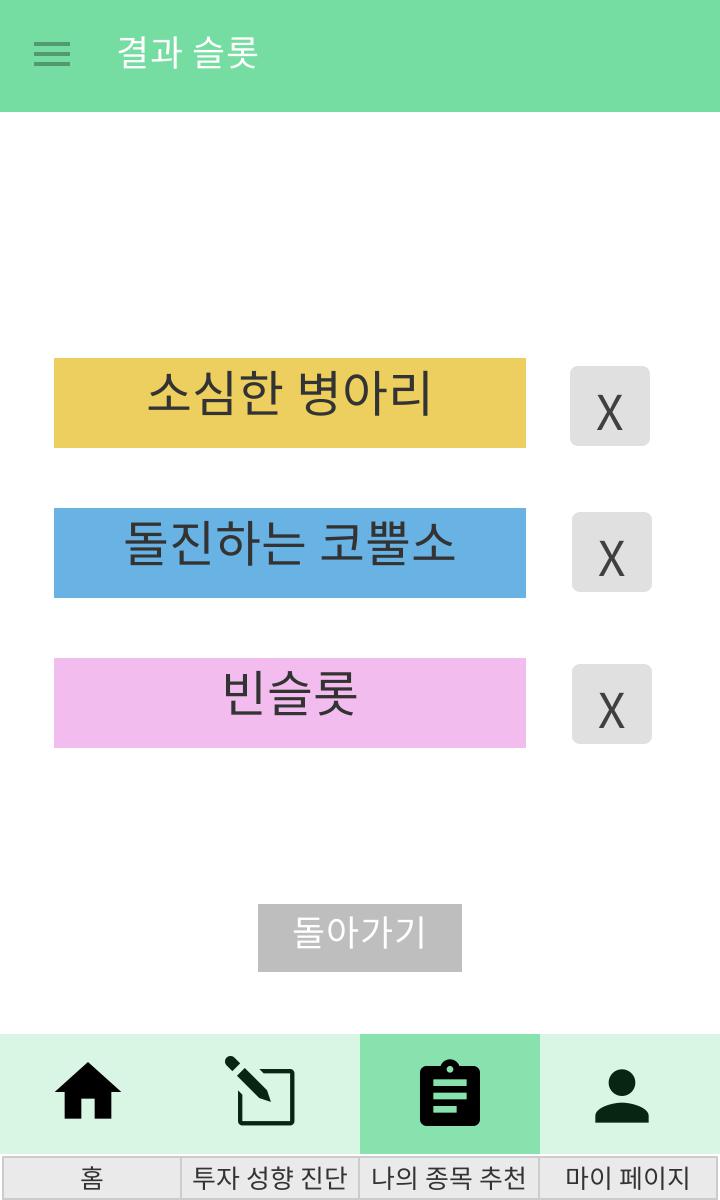 결과 슬롯
소심한 병아리
X
돌진하는 코뿔소
X
빈슬롯
X
돌아가기
홈
투자 성향 진단
나의 종목 추천
마이 페이지